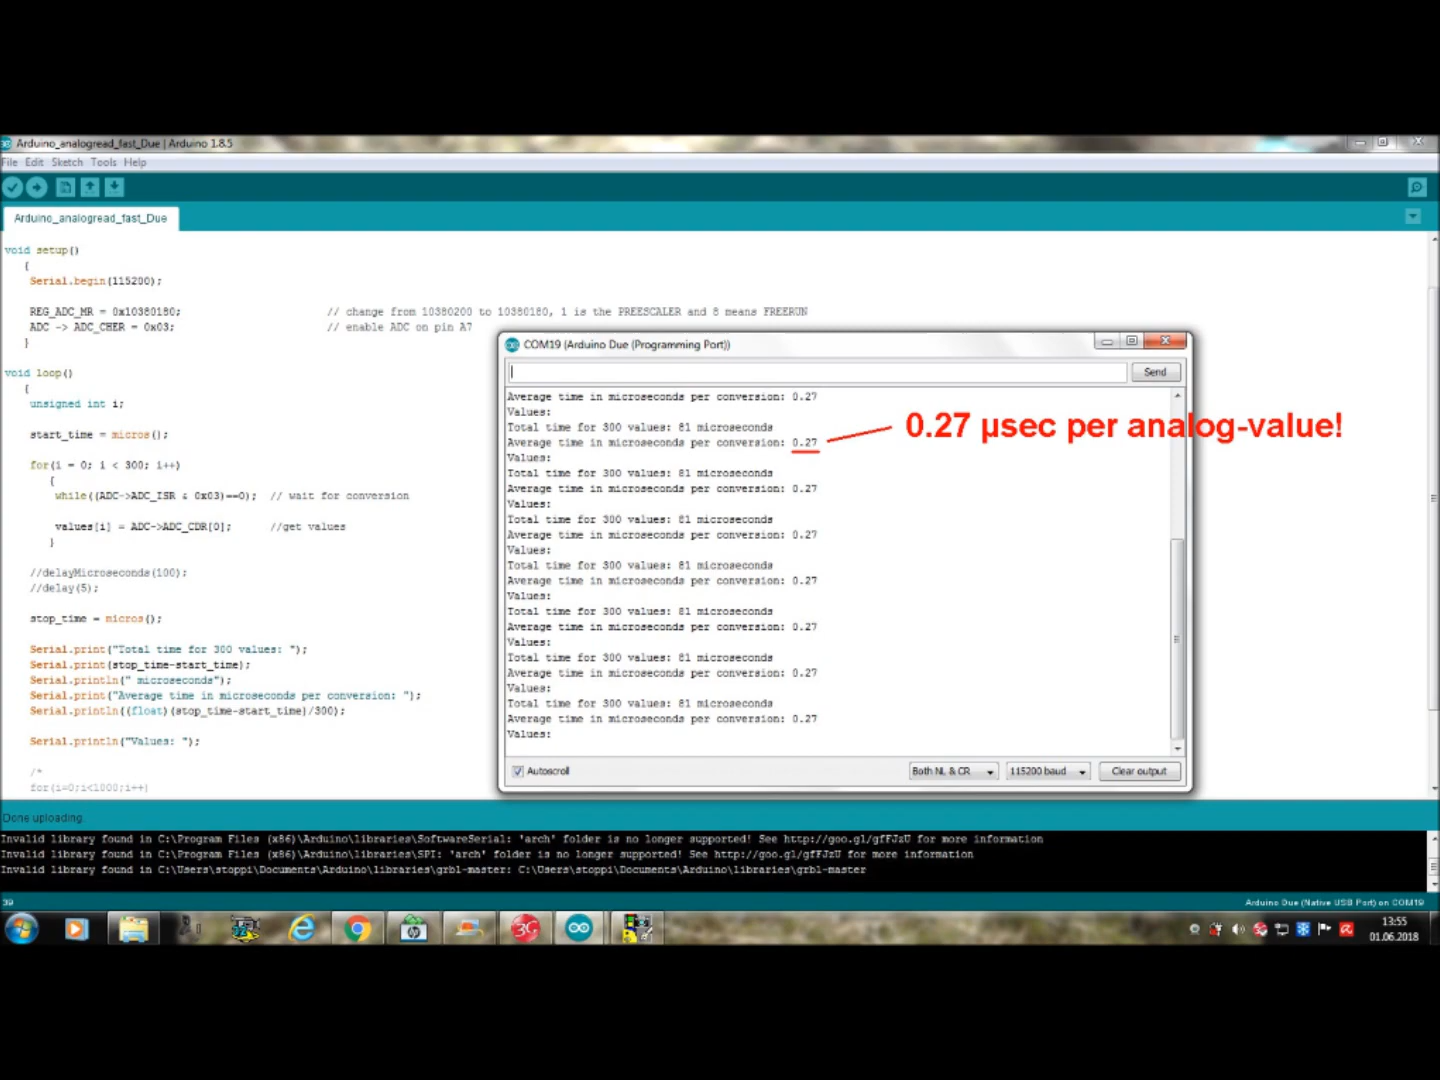 Arduino_analogread_fast_Due | Arduino 1.8.5
File Edit Sketch Tools Help
Arduino_analogread_fast_Due
void setup()
{
Serial.begin(115200);
REG_ADC_MR = 0x10380180; // change from 10380200 to 10380180, 1 is the PREESCALER and 8 means FREERUN
ADC -> ADC_CHER = 0x03; // enable ADC on pin A7
}
void loop()
{
unsigned int i;
start_time = micros();
for(i = 0; i < 300; i++)
{
while((ADC->ADC_ISR & 0x03)==0); // wait for conversion
values[i] = ADC->ADC_CDR[0]; //get values
}
//delayMicroseconds(100);
//delay(5);
stop_time = micros();
Serial.print("Total time for 300 values: ");
Serial.print(stop_time-start_time);
Serial.println(" microseconds");
Serial.print("Average time in microseconds per conversion: ");
Serial.println((float)(stop_time-start_time)/300);
Serial.println("Values: ");
/*
for(i=0;i<1000;i++)
COM19 (Arduino Due (Programming Port))
Send
Average time in microseconds per conversion: 0.27
Values:
Total time for 300 values: 81 microseconds
Average time in microseconds per conversion: 0.27
Values:
Total time for 300 values: 81 microseconds
Average time in microseconds per conversion: 0.27
Values:
Total time for 300 values: 81 microseconds
Average time in microseconds per conversion: 0.27
Values:
Total time for 300 values: 81 microseconds
Average time in microseconds per conversion: 0.27
Values:
Total time for 300 values: 81 microseconds
Average time in microseconds per conversion: 0.27
Values:
Total time for 300 values: 81 microseconds
Average time in microseconds per conversion: 0.27
Values:
Total time for 300 values: 81 microseconds
Average time in microseconds per conversion: 0.27
Values:
0.27 µsec per analog-value!
Autoscroll Both NL & CR 115200 baud Clear output
Done uploading.
Invalid library found in C:\Program Files (x86)\Arduino\libraries\SoftwareSerial: 'arch' folder is no longer supported! See http://goo.gl/gfFJzU for more information
Invalid library found in C:\Program Files (x86)\Arduino\libraries\SPI: 'arch' folder is no longer supported! See http://goo.gl/gfFJzU for more information
Invalid library found in C:\Users\stoppi\Documents\Arduino\libraries\grbl-master: C:\Users\stoppi\Documents\Arduino\libraries\grbl-master
39 Arduino Due (Native USB Port) on COM19
3G
hp
13:55
01.06.2018